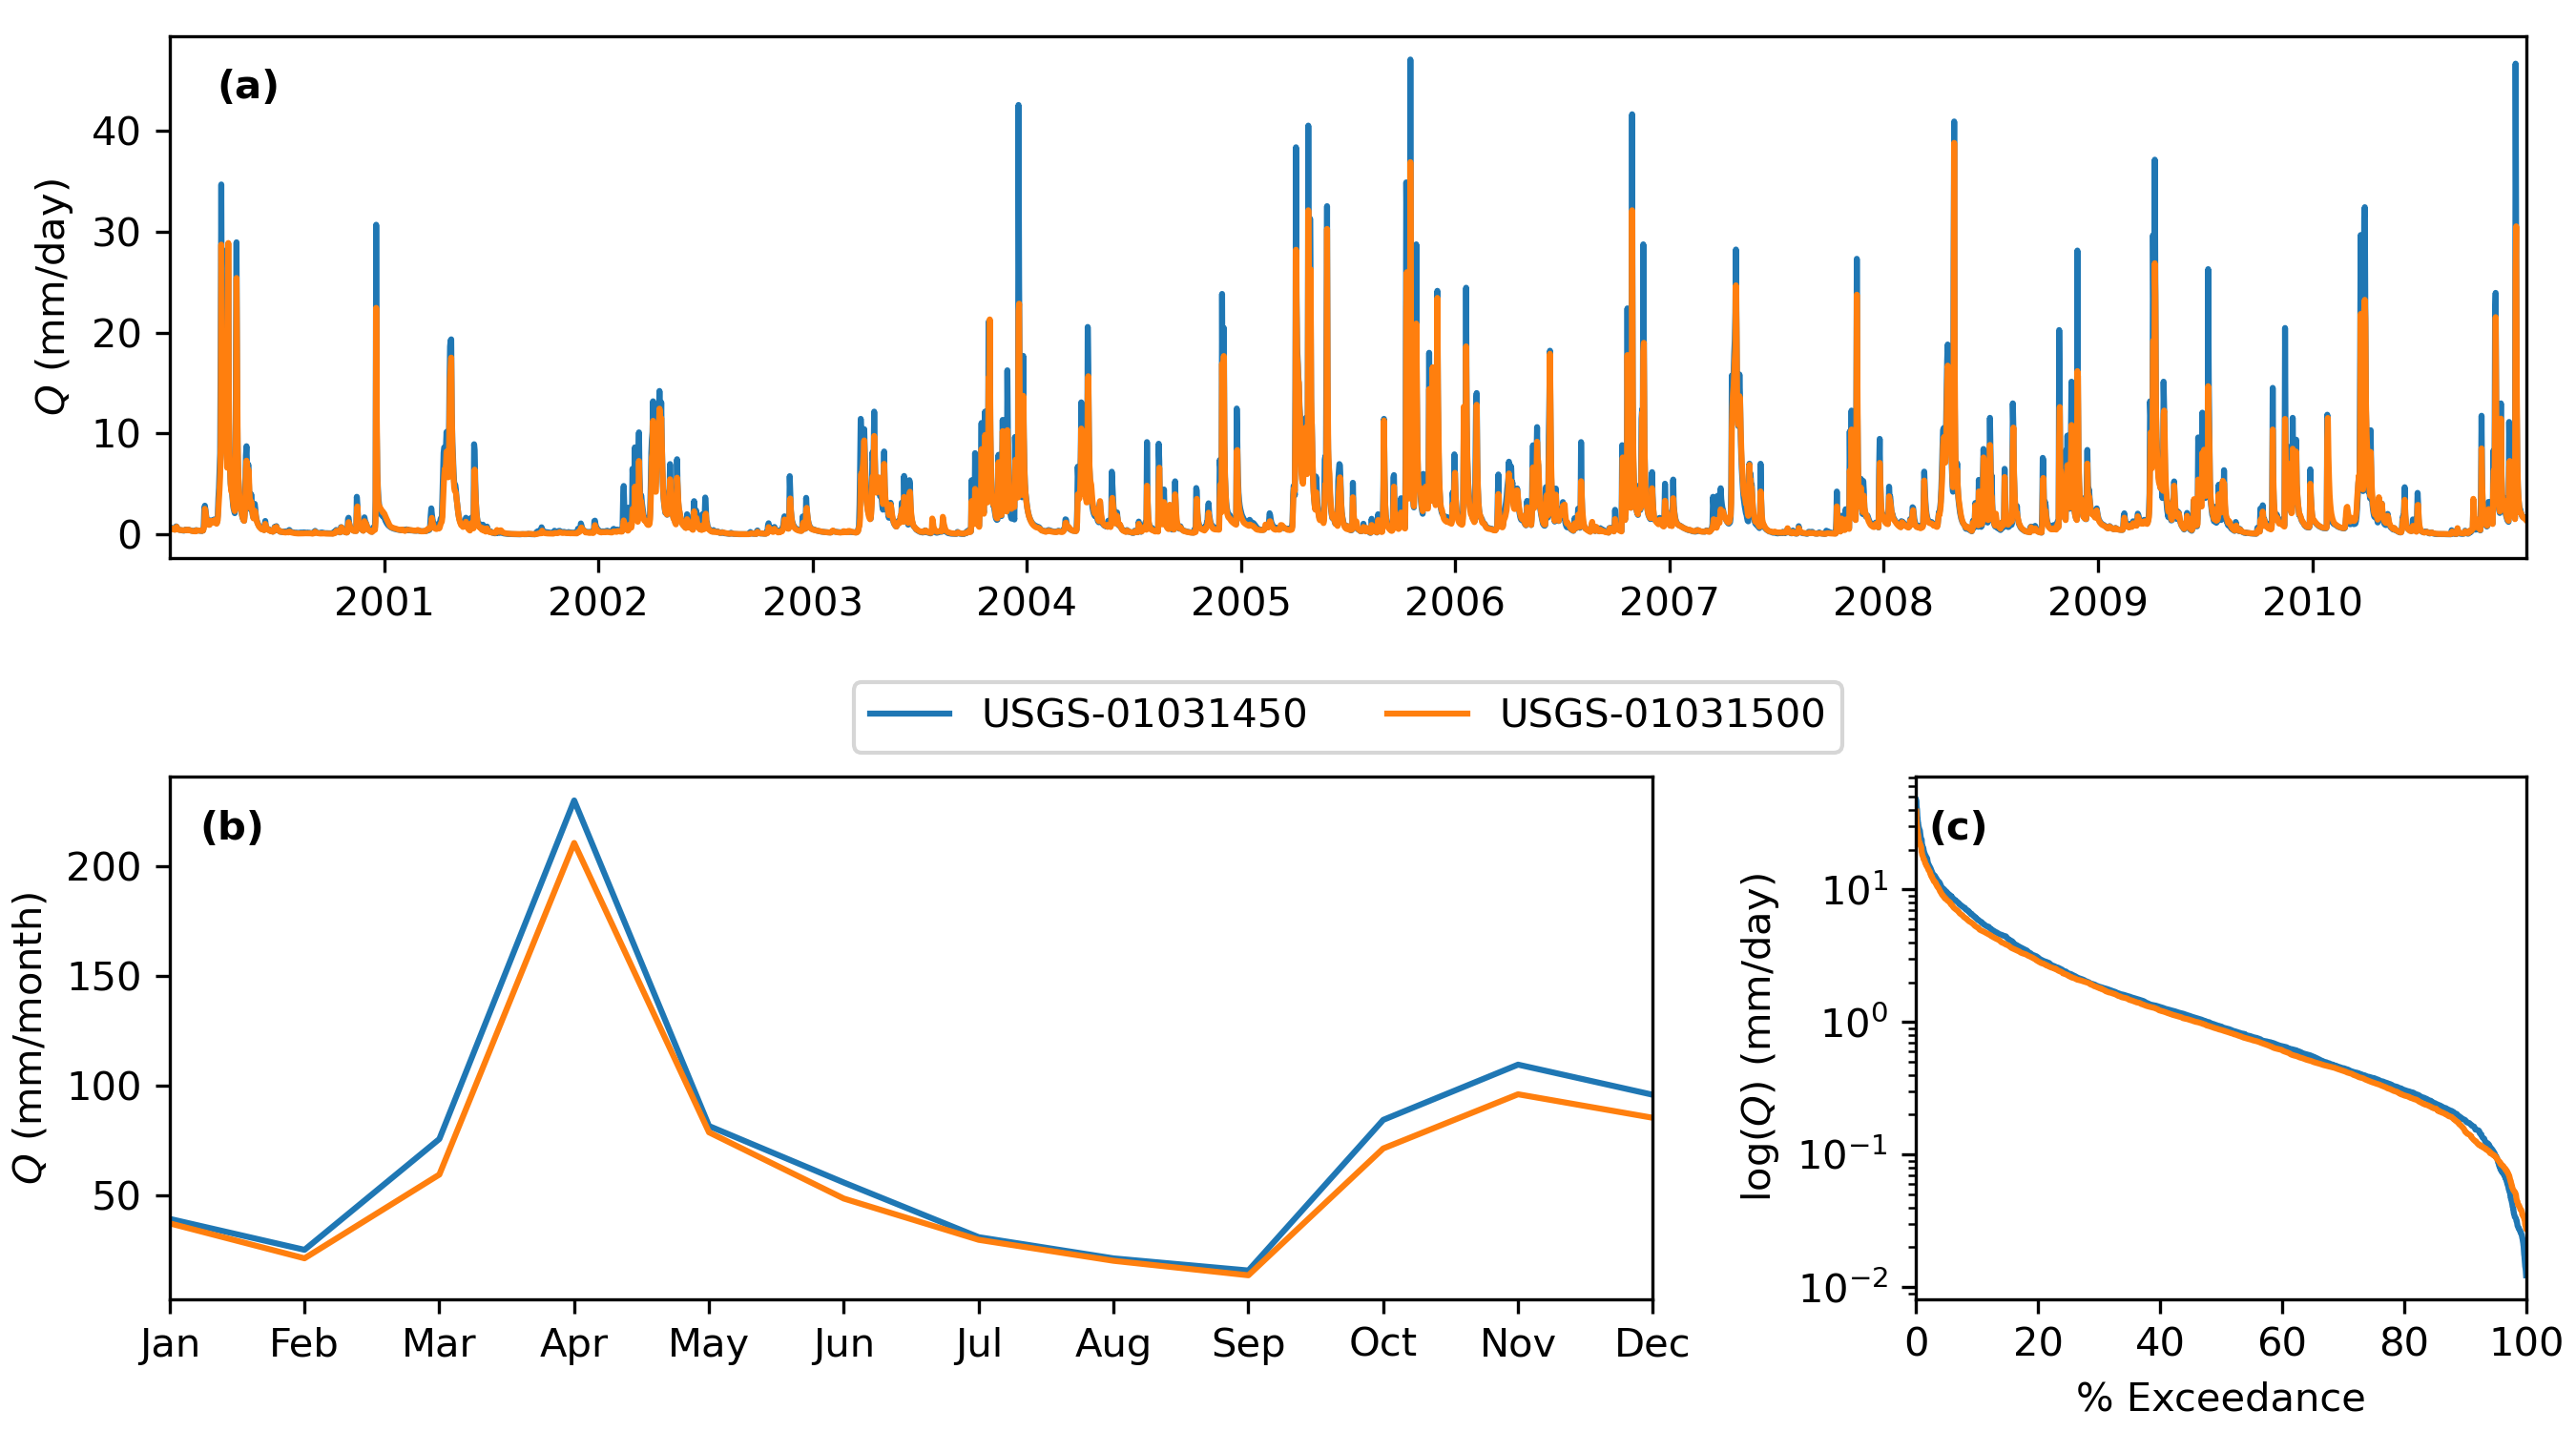 (a)
Q (mm/day)
40
30
20
10
0
2001 2002 2003 2004 2005 2006 2007 2008 2009 2010
USGS-01031450 USGS-01031500
(b)
Q (mm/month)
200
150
100
50
Jan Feb Mar Apr May Jun Jul Aug Sep Oct Nov Dec
(c)
log(Q) (mm/day)
10¹
10⁰
10⁻¹
10⁻²
0 20 40 60 80 100
% Exceedance